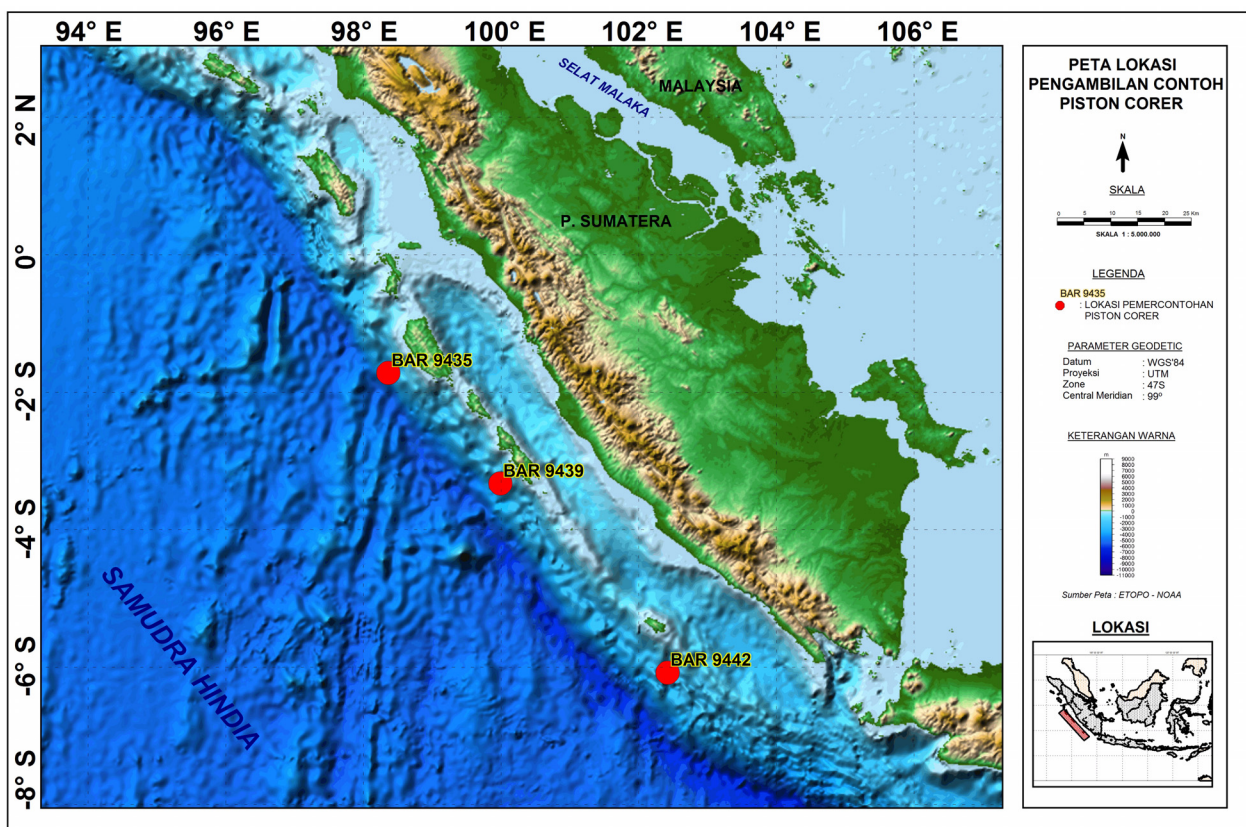 94° E 96° E 98° E 100° E 102° E 104° E 106° E
2° N
0°
-2° S
-4° S
-6° S
-8° S
SELAT MALAKA
MALAYSIA
P. SUMATERA
BAR 9435
BAR 9439
BAR 9442
SAMUDRA HINDIA
PETA LOKASI
PENGAMBILAN CONTOH
PISTON CORER
N
SKALA
0 5 10 15 20 25 Km
SKALA 1 : 5.000.000
LEGENDA
BAR 9435
: LOKASI PEMERCONTOHAN
PISTON CORER
PARAMETER GEODETIC
Datum : WGS'84
Proyeksi : UTM
Zone : 47S
Central Meridian : 99º
KETERANGAN WARNA
m
9000
8000
7000
6000
5000
4000
3000
2000
1000
0
-1000
-2000
-3000
-4000
-5000
-6000
-7000
-8000
-9000
-10000
-11000
Sumber Peta : ETOPO - NOAA
LOKASI